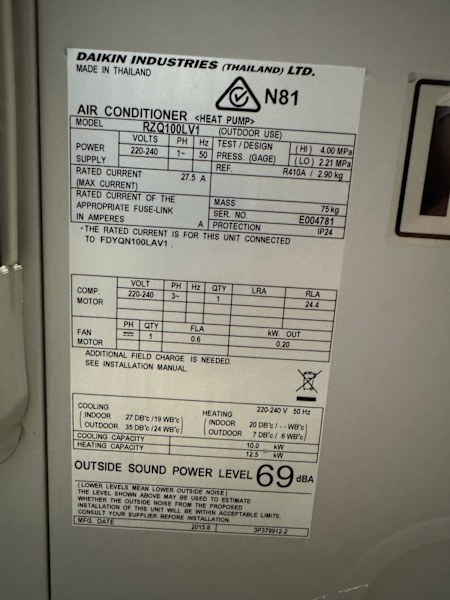 DAIKIN INDUSTRIES (THAILAND) LTD.
MADE IN THAILAND
N81
AIR CONDITIONER <HEAT PUMP>
MODEL RZQ100LV1 (OUTDOOR USE)
POWER SUPPLY VOLTS PH Hz
220-240 1~ 50
TEST / DESIGN PRESS. (GAGE) (HI) 4.00 MPa
(LO) 2.21 MPa
RATED CURRENT (MAX CURRENT) 27.5 A
REF. R410A / 2.90 kg
RATED CURRENT OF THE
APPROPRIATE FUSE-LINK
IN AMPERES A
MASS 75 kg
SER. NO. E004781
PROTECTION IP24
*THE RATED CURRENT IS FOR THIS UNIT CONNECTED
TO FDYQN100LAV1.
COMP. MOTOR VOLT PH Hz QTY LRA RLA
220-240 3~ 1 24.4
FAN MOTOR PH QTY FLA kW. OUT
1 0.6 0.20
ADDITIONAL FIELD CHARGE IS NEEDED.
SEE INSTALLATION MANUAL.
220-240 V 50 Hz
COOLING HEATING
INDOOR 27 DB°c/19 WB°c INDOOR 20 DB°c/-- WB°c
OUTDOOR 35 DB°c/24 WB°c OUTDOOR 7 DB°c/ 6 WB°c
COOLING CAPACITY 10.0 kW
HEATING CAPACITY 12.5 kW
OUTSIDE SOUND POWER LEVEL 69 dBA
(LOWER LEVELS MEAN LOWER OUTSIDE NOISE)
THE LEVEL SHOWN ABOVE MAY BE USED TO ESTIMATE
WHETHER THE OUTSIDE NOISE FROM THE PROPOSED
INSTALLATION OF THIS UNIT WILL BE WITHIN ACCEPTABLE LIMITS.
CONSULT YOUR SUPPLIER BEFORE INSTALLATION.
MFG. DATE 2015.8 3P379912-2